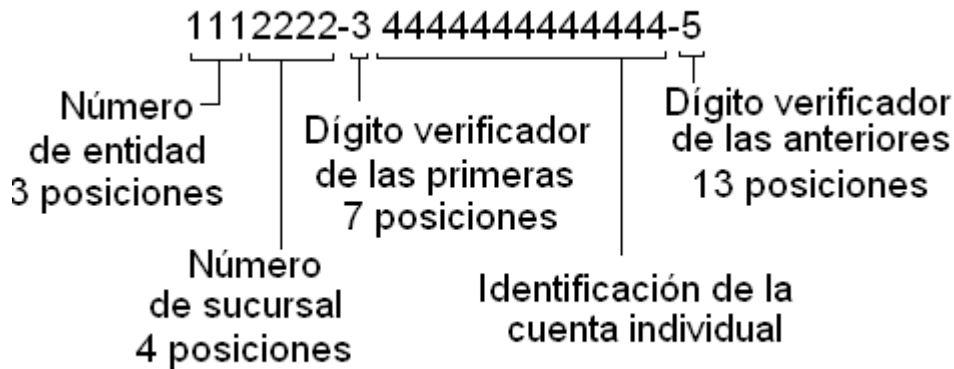 1112222-3 4444444444444-5
Número
de entidad
3 posiciones
Número
de sucursal
4 posiciones
Dígito verificador
de las primeras
7 posiciones
Identificación de la
cuenta individual
Dígito verificador
de las anteriores
13 posiciones